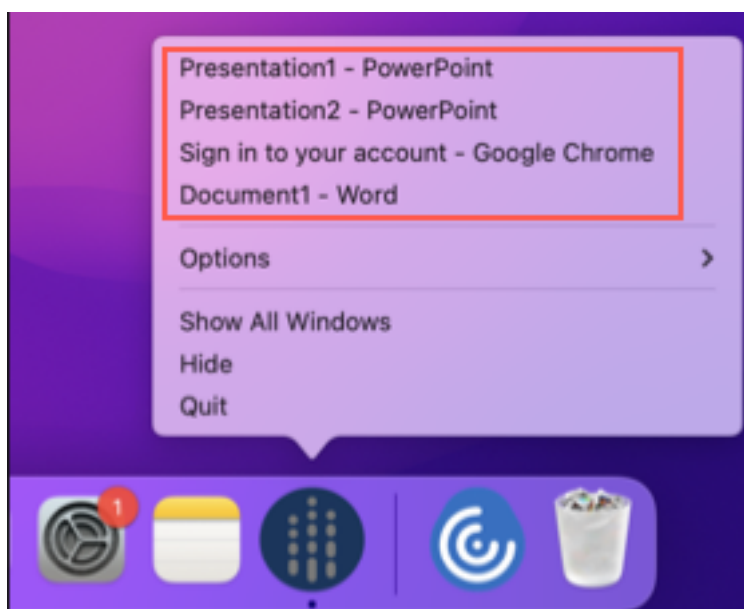 Presentation1 - PowerPoint
Presentation2 - PowerPoint
Sign in to your account - Google Chrome
Document1 - Word
Options
Show All Windows
Hide
Quit
1